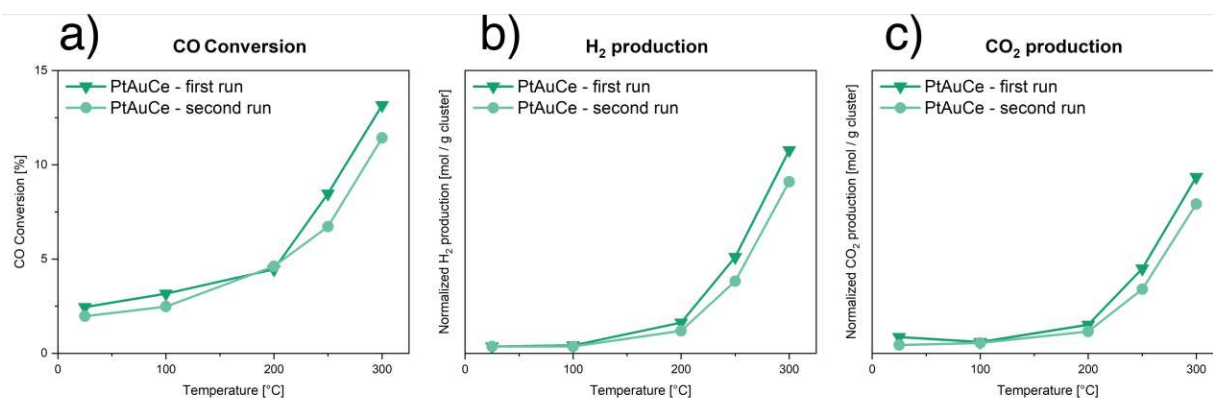 a)
CO Conversion
PtAuCe - first run
PtAuCe - second run
CO Conversion [%]
15
10
5
0
0
100
200
300
Temperature [°C]
b)
H₂ production
PtAuCe - first run
PtAuCe - second run
Normalized H₂ production [mol / g cluster]
0
100
200
300
Temperature [°C]
c)
CO₂ production
PtAuCe - first run
PtAuCe - second run
Normalized CO₂ production [mol / g cluster]
0
100
200
300
Temperature [°C]